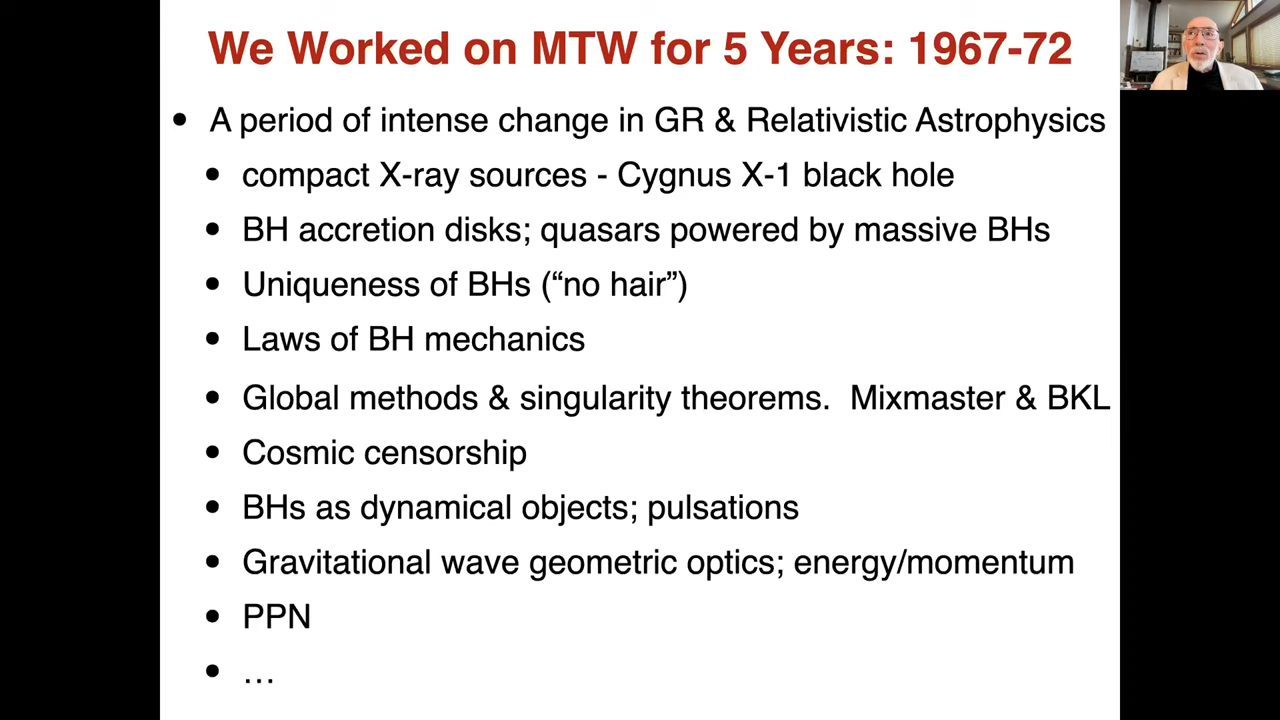 We Worked on MTW for 5 Years: 1967-72
• A period of intense change in GR & Relativistic Astrophysics
• compact X-ray sources - Cygnus X-1 black hole
• BH accretion disks; quasars powered by massive BHs
• Uniqueness of BHs (“no hair”)
• Laws of BH mechanics
• Global methods & singularity theorems.  Mixmaster & BKL
• Cosmic censorship
• BHs as dynamical objects; pulsations
• Gravitational wave geometric optics; energy/momentum
• PPN
• …